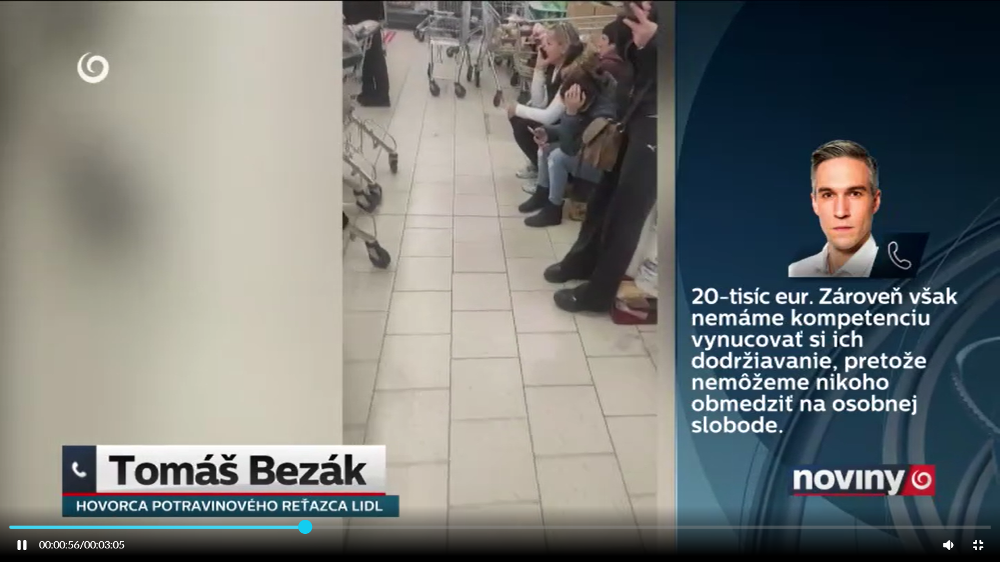 20-tisíc eur. Zároveň však
nemáme kompetenciu
vynucovať si ich
dodržiavanie, pretože
nemôžeme nikoho
obmedziť na osobnej
slobode.
Tomáš Bezák
HOVORCA POTRAVINOVÉHO REŤAZCA LIDL
noviny
00:00:56/00:03:05